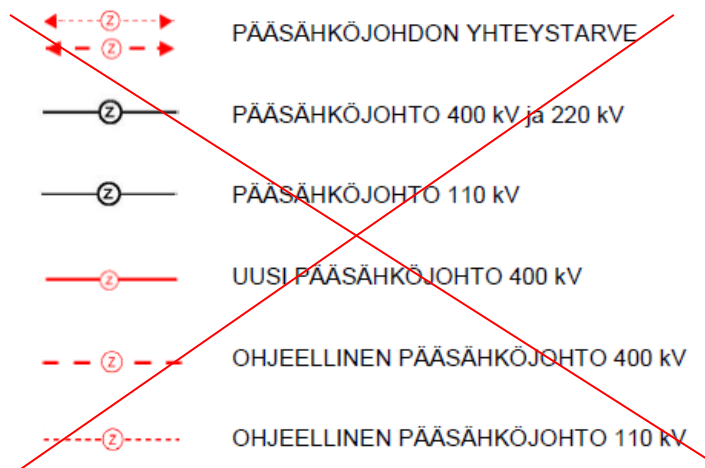 Z
Z
PÄÄSÄHKÖJOHDON YHTEYSTARVE
Z
PÄÄSÄHKÖJOHTO 400 kV ja 220 kV
Z
PÄÄSÄHKÖJOHTO 110 kV
Z
UUSI PÄÄSÄHKÖJOHTO 400 kV
Z
OHJEELLINEN PÄÄSÄHKÖJOHTO 400 kV
Z
OHJEELLINEN PÄÄSÄHKÖJOHTO 110 kV